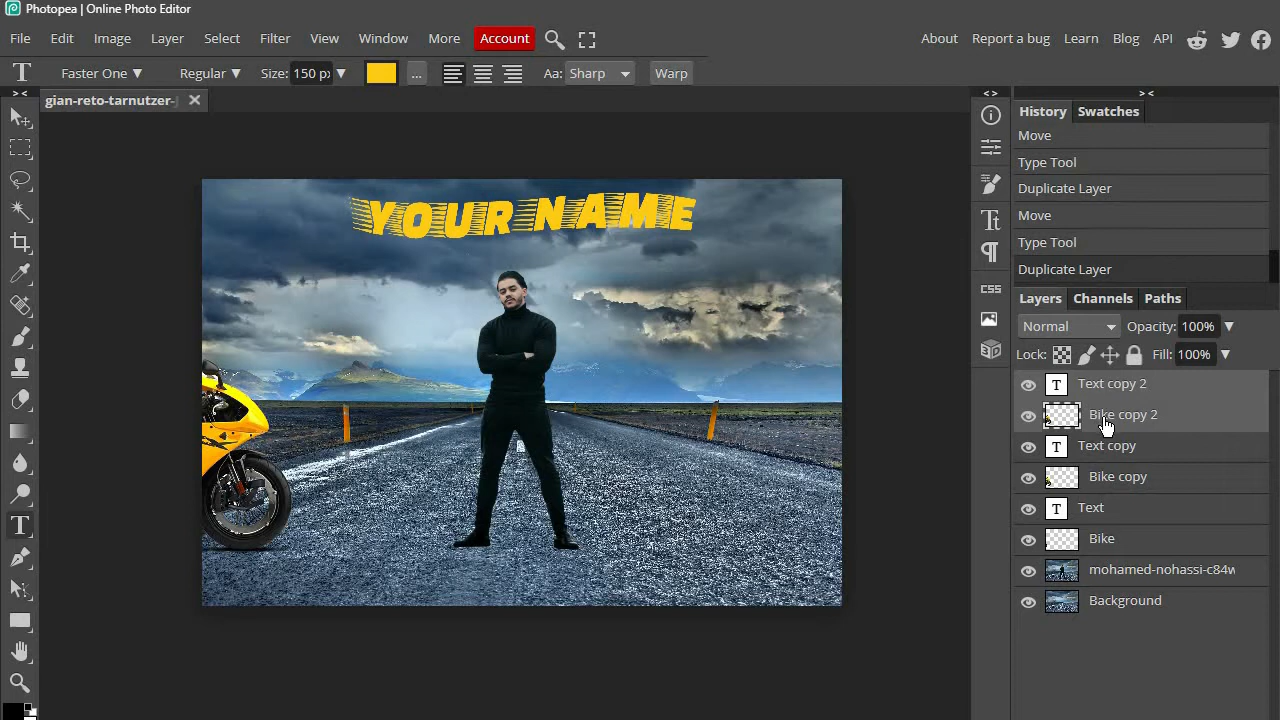 Photopea | Online Photo Editor
File Edit Image Layer Select Filter View Window More Account About Report a bug Learn Blog API
T Faster One ▼ Regular ▼ Size: 150 px ▼ ... Aa: Sharp Warp
> < gian-reto-tarnutzer- < > > <
History Swatches
Move
Type Tool
Duplicate Layer
Move
Type Tool
Duplicate Layer
Layers Channels Paths
Normal Opacity: 100% ▼
Lock: Fill: 100% ▼
T Text copy 2
Bike copy 2
T Text copy
Bike copy
T Text
Bike
mohamed-nohassi-c84w
Background
CSS
YOUR NAME